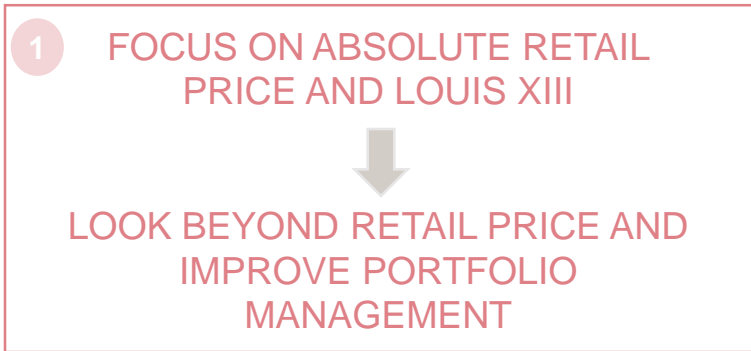 1
FOCUS ON ABSOLUTE RETAIL
PRICE AND LOUIS XIII
LOOK BEYOND RETAIL PRICE AND
IMPROVE PORTFOLIO
MANAGEMENT